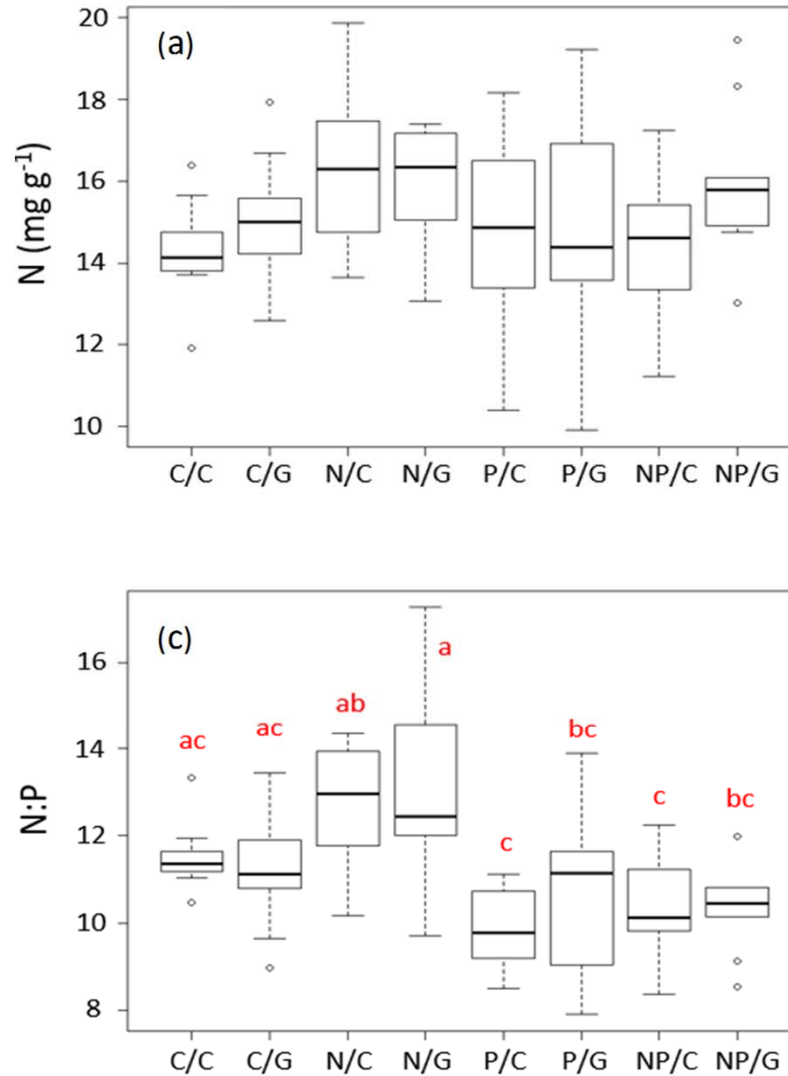 20
(a)
18
16
14
12
10
N (mg g⁻¹)
C/C C/G N/C N/G P/C P/G NP/C NP/G
(c)
16
14
12
10
8
N:P
a
ab
ac ac bc
c bc
c
C/C C/G N/C N/G P/C P/G NP/C NP/G